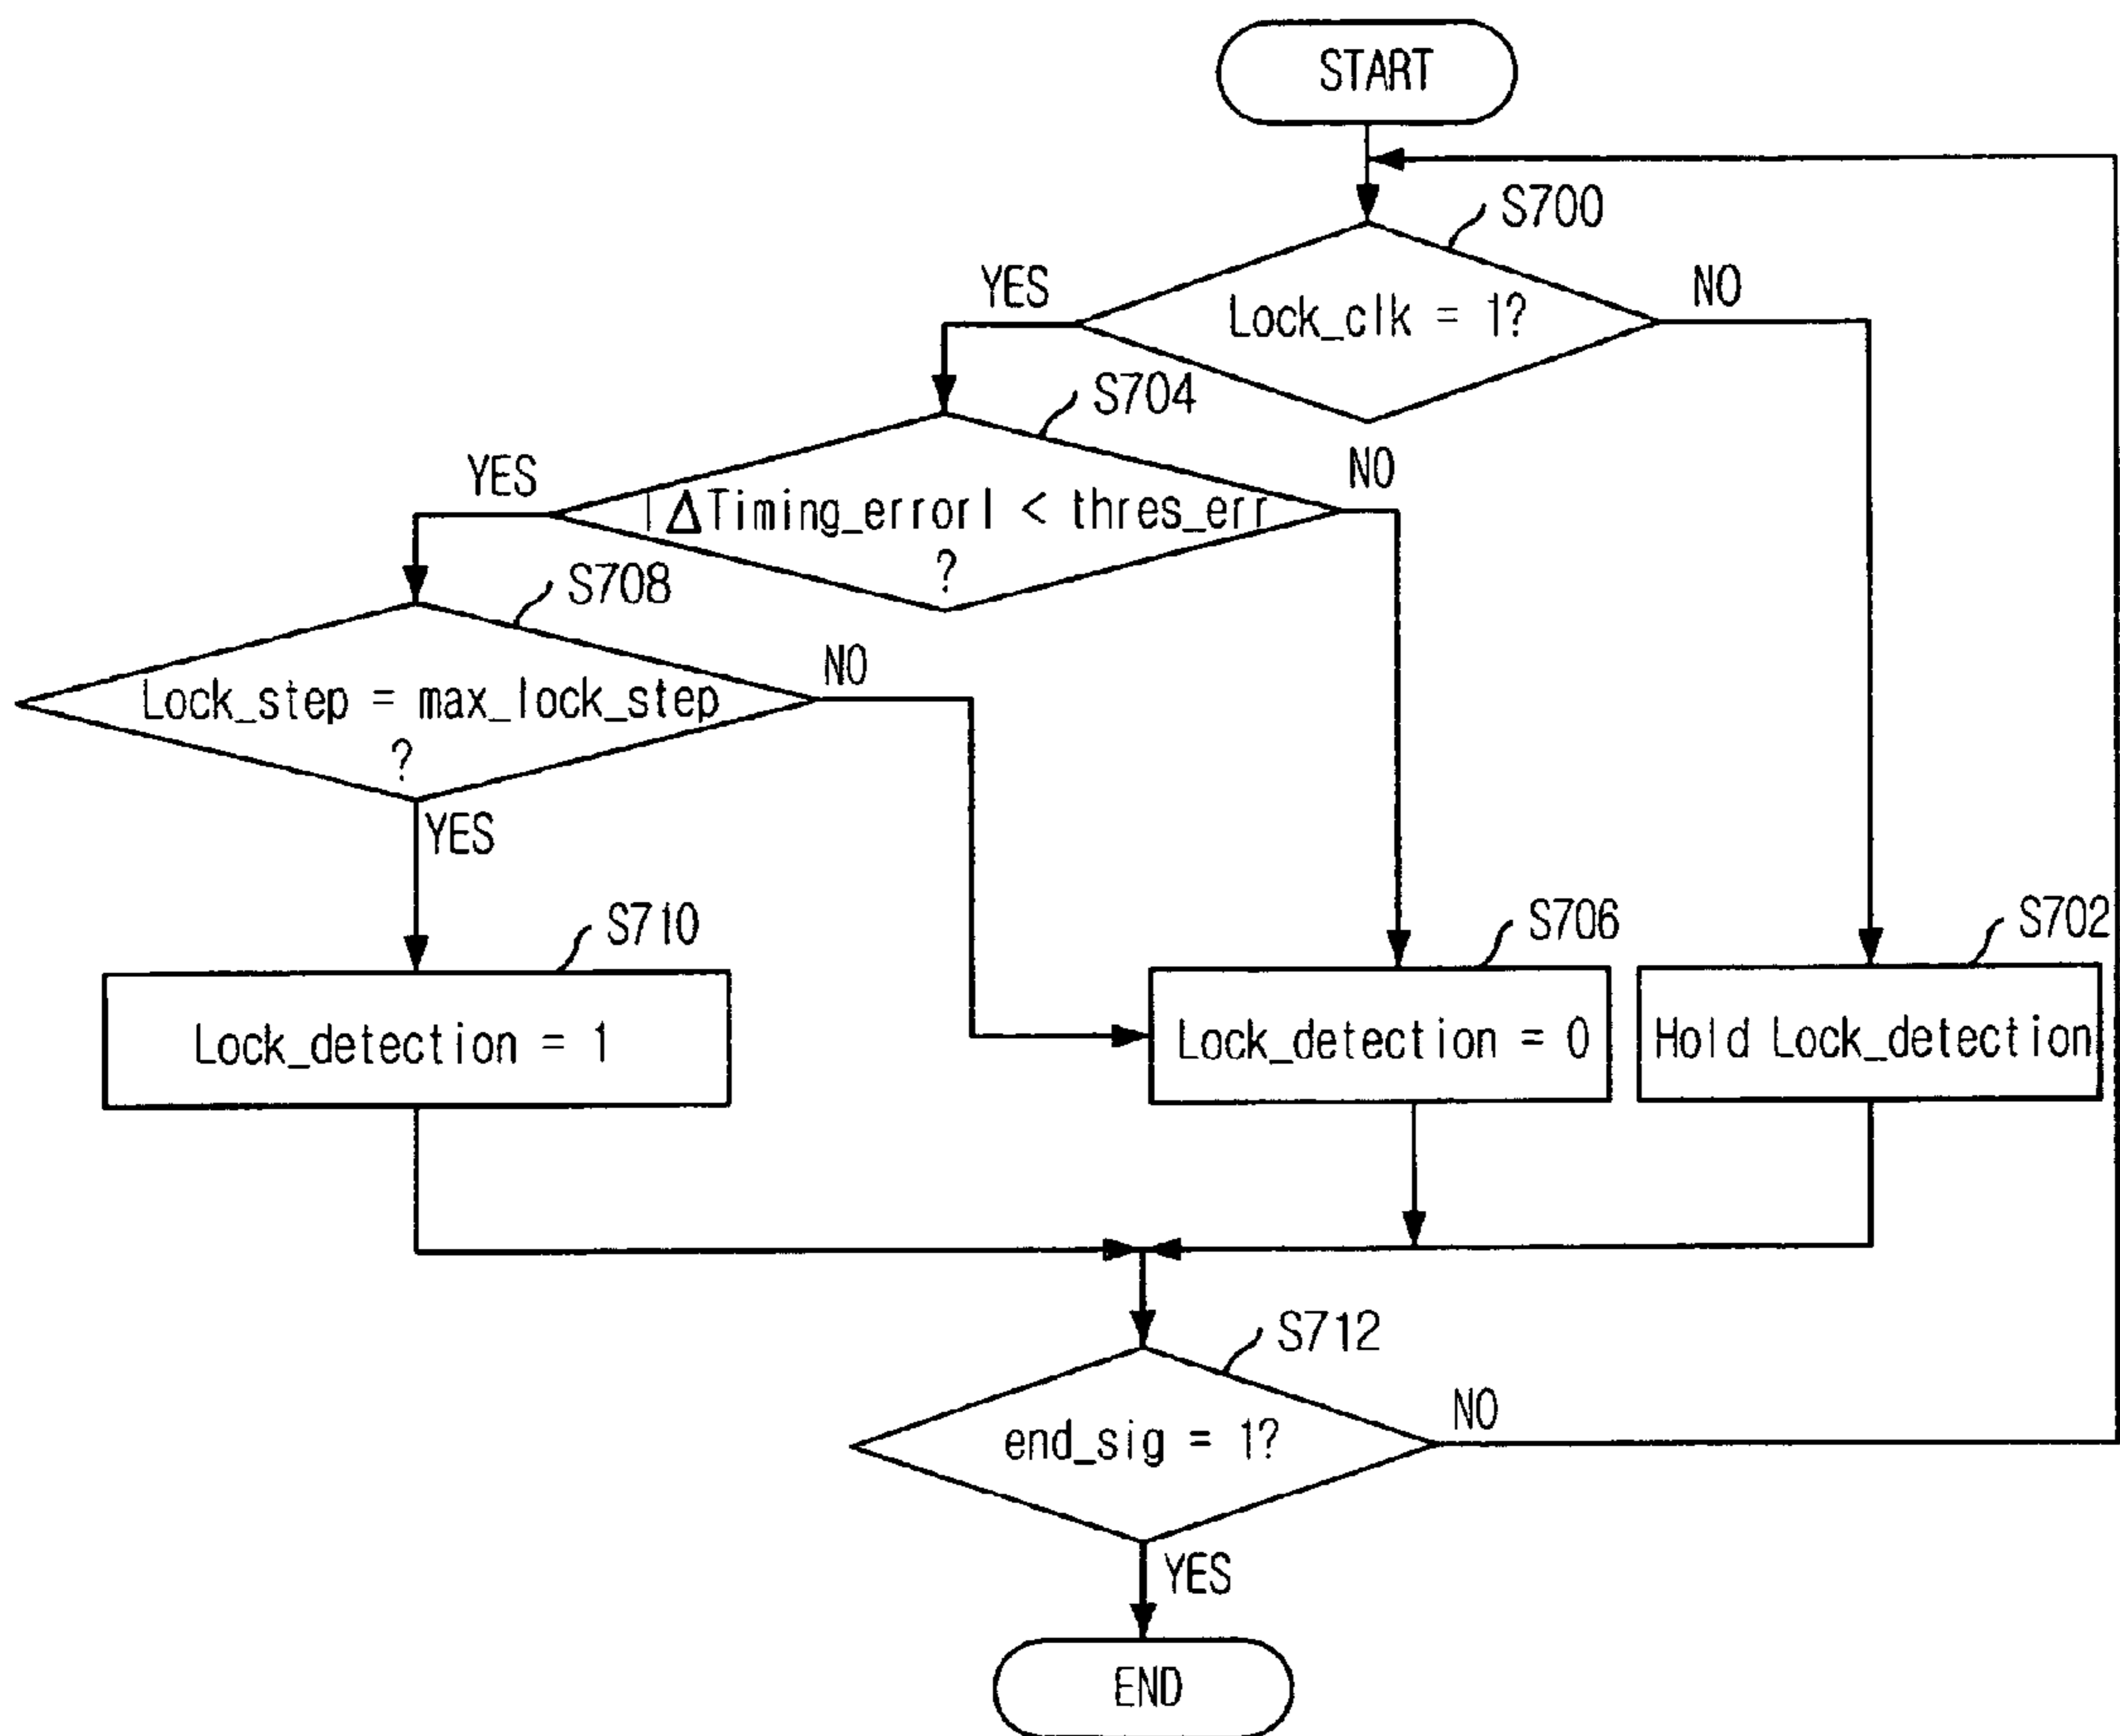 START
S700
YES
Lock_clk = 1?
NO
S704
YES
|ΔTiming_error| < thres_err
?
NO
S708
Lock_step = max_lock_step
?
NO
YES
S710
Lock_detection = 1
S706
Lock_detection = 0
S702
Hold Lock_detection
S712
end_sig = 1?
NO
YES
END